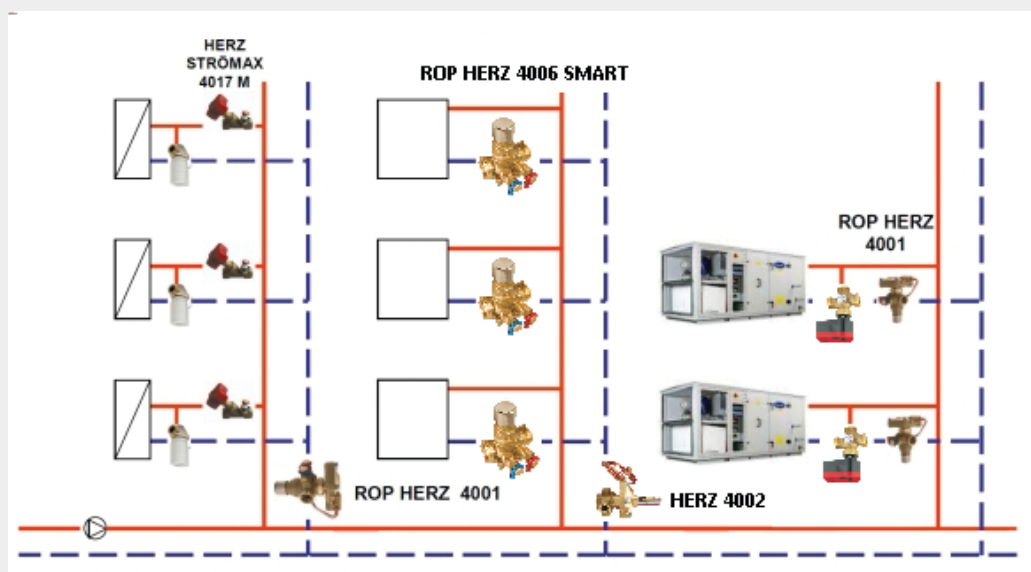 HERZ
STRÖMAX
4017 M
ROP HERZ 4006 SMART
ROP HERZ
4001
ROP HERZ 4001
HERZ 4002